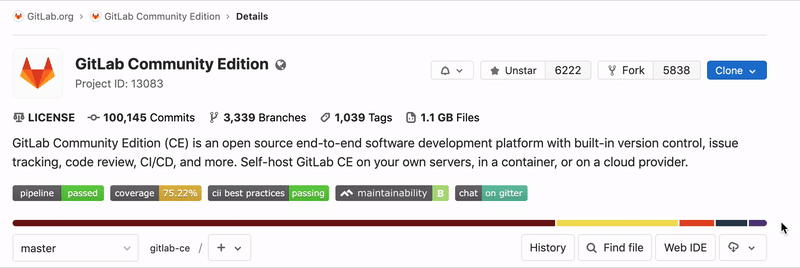 GitLab.org > GitLab Community Edition > Details
GitLab Community Edition
Project ID: 13083
Unstar 6222 Fork 5838 Clone
LICENSE 100,145 Commits 3,339 Branches 1,039 Tags 1.1 GB Files
GitLab Community Edition (CE) is an open source end-to-end software development platform with built-in version control, issue
tracking, code review, CI/CD, and more. Self-host GitLab CE on your own servers, in a container, or on a cloud provider.
pipeline passed coverage 75.22% cii best practices passing maintainability B chat on gitter
master gitlab-ce / + History Find file Web IDE